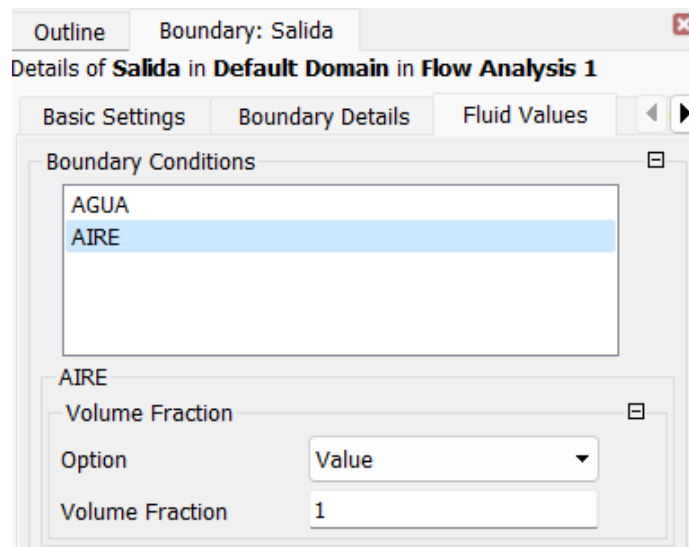 Outline Boundary: Salida
Details of Salida in Default Domain in Flow Analysis 1
Basic Settings Boundary Details Fluid Values
Boundary Conditions
AGUA
AIRE
AIRE
Volume Fraction
Option Value
Volume Fraction 1